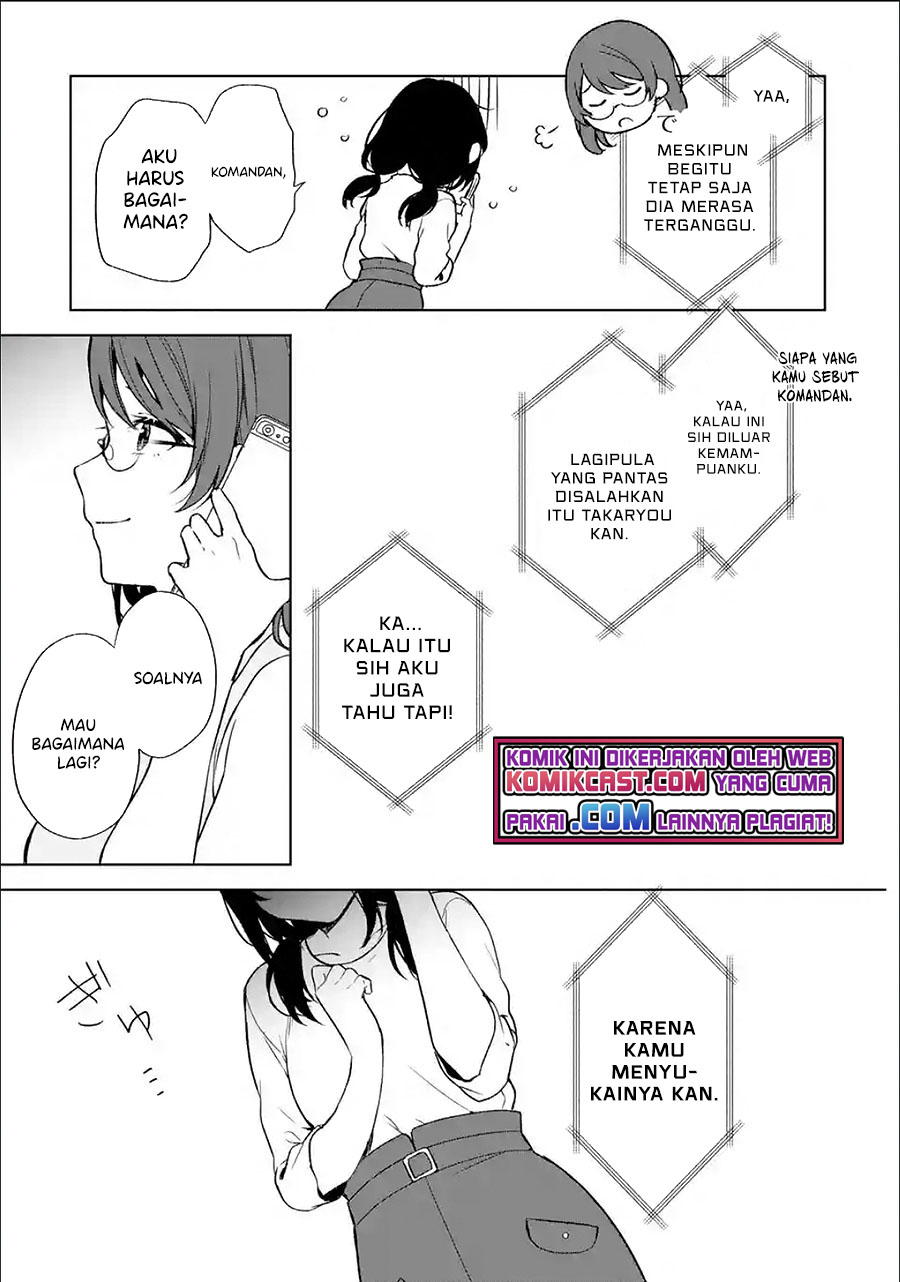 YAA,
MESKIPUN
BEGITU
TETAP SAJA
DIA MERASA
TERGANGGU.
で
KOMANDAN,
AKU
HARUS
BAGAI-
MANA?
SIAPA YANG
KAMU SEBUT
KOMANDAN.
YAA,
KALAU INI
SIH DILUAR
KEMAM-
PUANKU.
LAGIPULA
YANG PANTAS
DISALAHKAN
ITU TAKARYOU
KAN.
KA...
KALAU ITU
SIH AKU
JUGA
TAHU TAPI!
SOALNYA
MAU
BAGAIMANA
LAGI?
KOMIK INI DIKERJAKAN OLEH WEB
KOMIKCAST.COM YANG CUMA
PAKAI .COM LAINNYA PLAGIAT!
KARENA
KAMU
MENYU-
KAINYA KAN.
ぎゅ